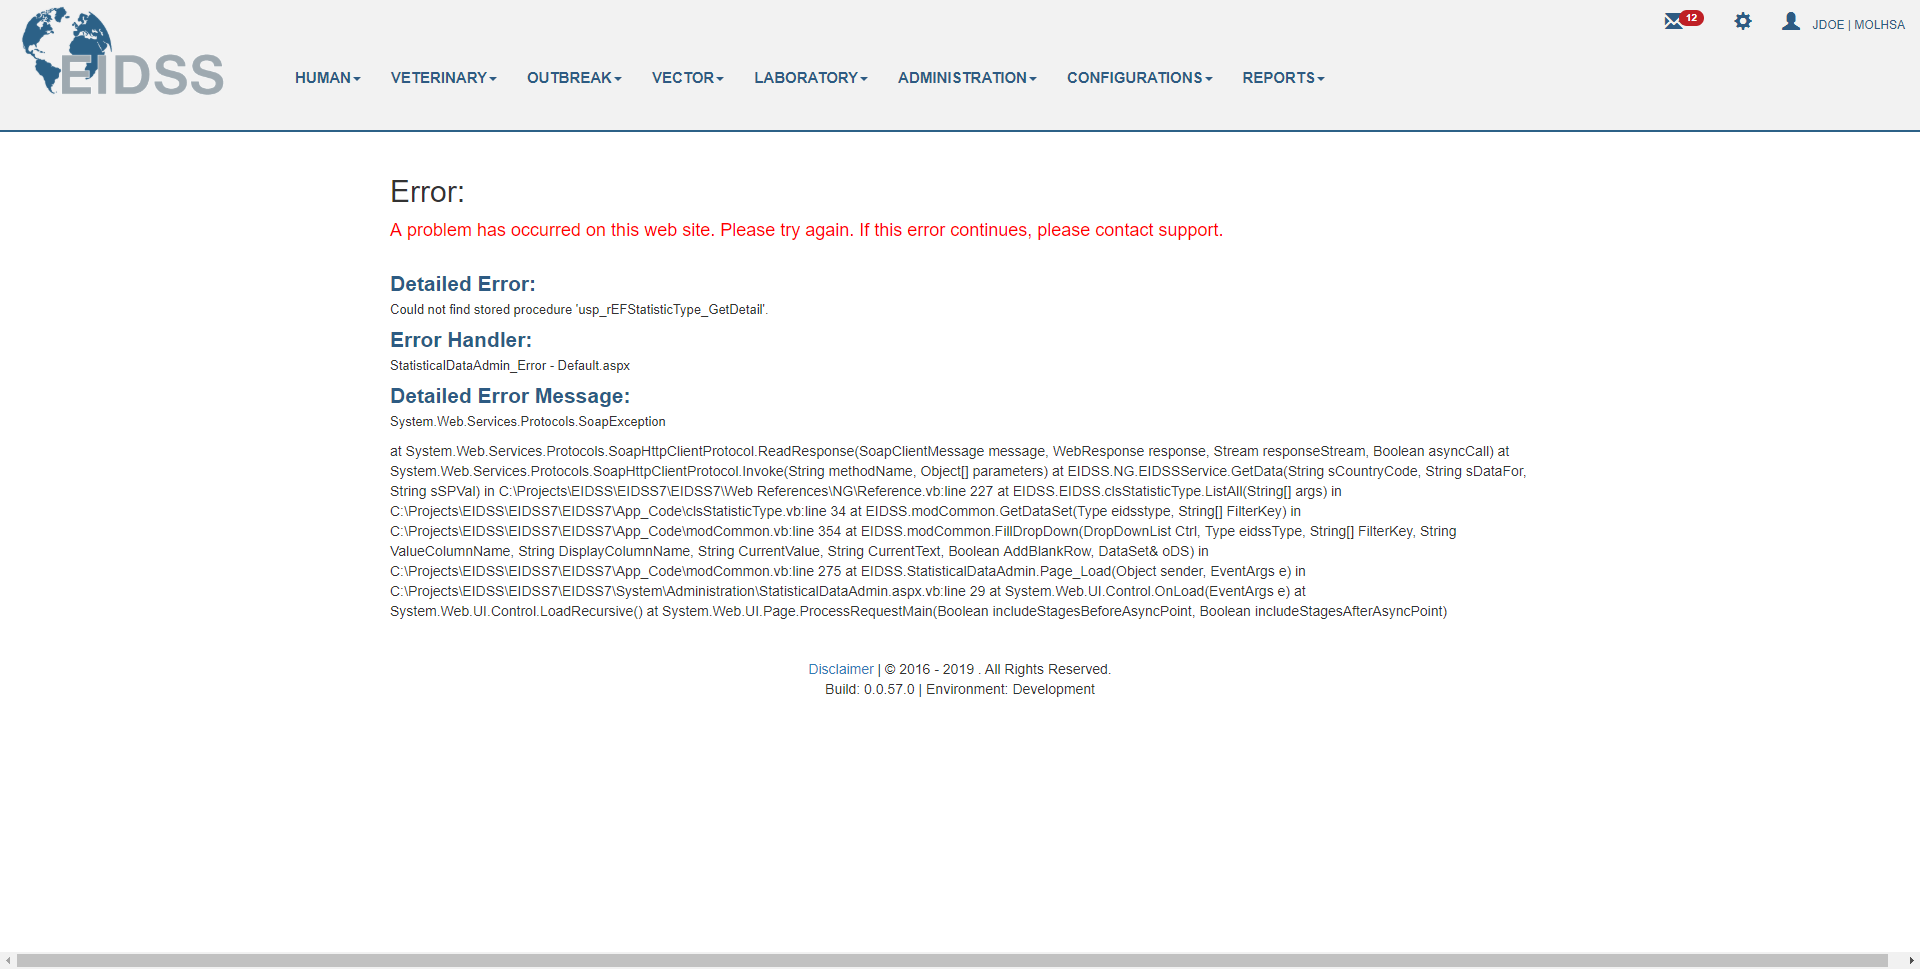 12
JDOE | MOLHSA
EIDSS
HUMAN VETERINARY OUTBREAK VECTOR LABORATORY ADMINISTRATION CONFIGURATIONS REPORTS
Error:
A problem has occurred on this web site. Please try again. If this error continues, please contact support.
Detailed Error:
Could not find stored procedure 'usp_rEFStatisticType_GetDetail'.
Error Handler:
StatisticalDataAdmin_Error - Default.aspx
Detailed Error Message:
System.Web.Services.Protocols.SoapException
at System.Web.Services.Protocols.SoapHttpClientProtocol.ReadResponse(SoapClientMessage message, WebResponse response, Stream responseStream, Boolean asyncCall) at
System.Web.Services.Protocols.SoapHttpClientProtocol.Invoke(String methodName, Object[] parameters) at EIDSS.NG.EIDSSService.GetData(String sCountryCode, String sDataFor,
String sSPVal) in C:\Projects\EIDSS\EIDSS7\EIDSS7\Web References\NG\Reference.vb:line 227 at EIDSS.EIDSS.clsStatisticType.ListAll(String[] args) in
C:\Projects\EIDSS\EIDSS7\EIDSS7\App_Code\clsStatisticType.vb:line 34 at EIDSS.modCommon.GetDataSet(Type eidsstype, String[] FilterKey) in
C:\Projects\EIDSS\EIDSS7\EIDSS7\App_Code\modCommon.vb:line 354 at EIDSS.modCommon.FillDropDown(DropDownList Ctrl, Type eidssType, String[] FilterKey, String
ValueColumnName, String DisplayColumnName, String CurrentValue, String CurrentText, Boolean AddBlankRow, DataSet& oDS) in
C:\Projects\EIDSS\EIDSS7\EIDSS7\App_Code\modCommon.vb:line 275 at EIDSS.StatisticalDataAdmin.Page_Load(Object sender, EventArgs e) in
C:\Projects\EIDSS\EIDSS7\EIDSS7\System\Administration\StatisticalDataAdmin.aspx.vb:line 29 at System.Web.UI.Control.OnLoad(EventArgs e) at
System.Web.UI.Control.LoadRecursive() at System.Web.UI.Page.ProcessRequestMain(Boolean includeStagesBeforeAsyncPoint, Boolean includeStagesAfterAsyncPoint)
Disclaimer | © 2016 - 2019 . All Rights Reserved.
Build: 0.0.57.0 | Environment: Development